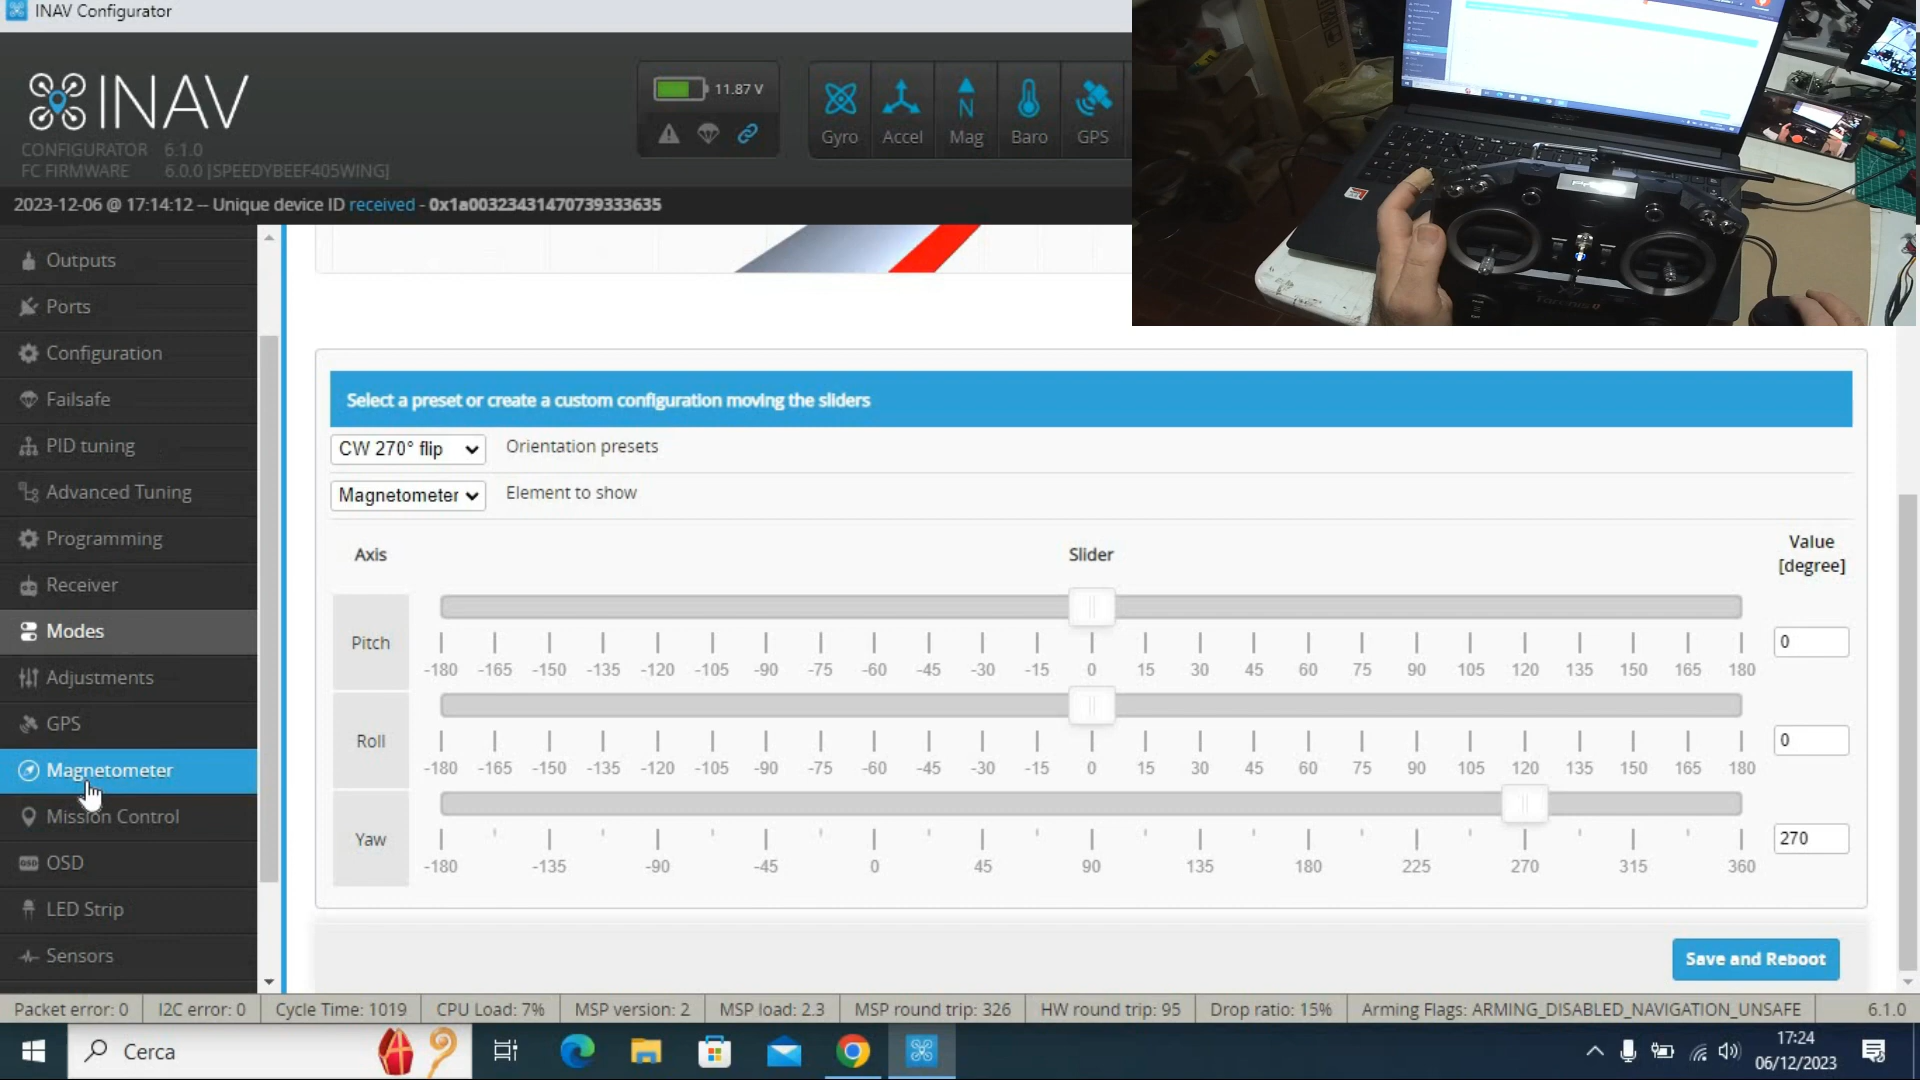 INAV Configurator
INAV
CONFIGURATOR 6.1.0
FC FIRMWARE 6.0.0 [SPEEDYBEEF405WING]
11.87 V
Gyro Accel Mag Baro GPS
2023-12-06 @ 17:14:12 -- Unique device ID received - 0x1a00323431470739333635
Outputs
Ports
Configuration
Failsafe
PID tuning
Advanced Tuning
Programming
Receiver
Modes
Adjustments
GPS
Magnetometer
Mission Control
OSD
LED Strip
Sensors
Select a preset or create a custom configuration moving the sliders
CW 270° flip Orientation presets
Magnetometer Element to show
Axis Slider Value
[degree]
Pitch 0
-180 -165 -150 -135 -120 -105 -90 -75 -60 -45 -30 -15 0 15 30 45 60 75 90 105 120 135 150 165 180
Roll 0
-180 -165 -150 -135 -120 -105 -90 -75 -60 -45 -30 -15 0 15 30 45 60 75 90 105 120 135 150 165 180
Yaw 270
-180 -135 -90 -45 0 45 90 135 180 225 270 315 360
Save and Reboot
Packet error: 0 I2C error: 0 Cycle Time: 1019 CPU Load: 7% MSP version: 2 MSP load: 2.3 MSP round trip: 326 HW round trip: 95 Drop ratio: 15% Arming Flags: ARMING_DISABLED_NAVIGATION_UNSAFE 6.1.0
Cerca
17:24
06/12/2023